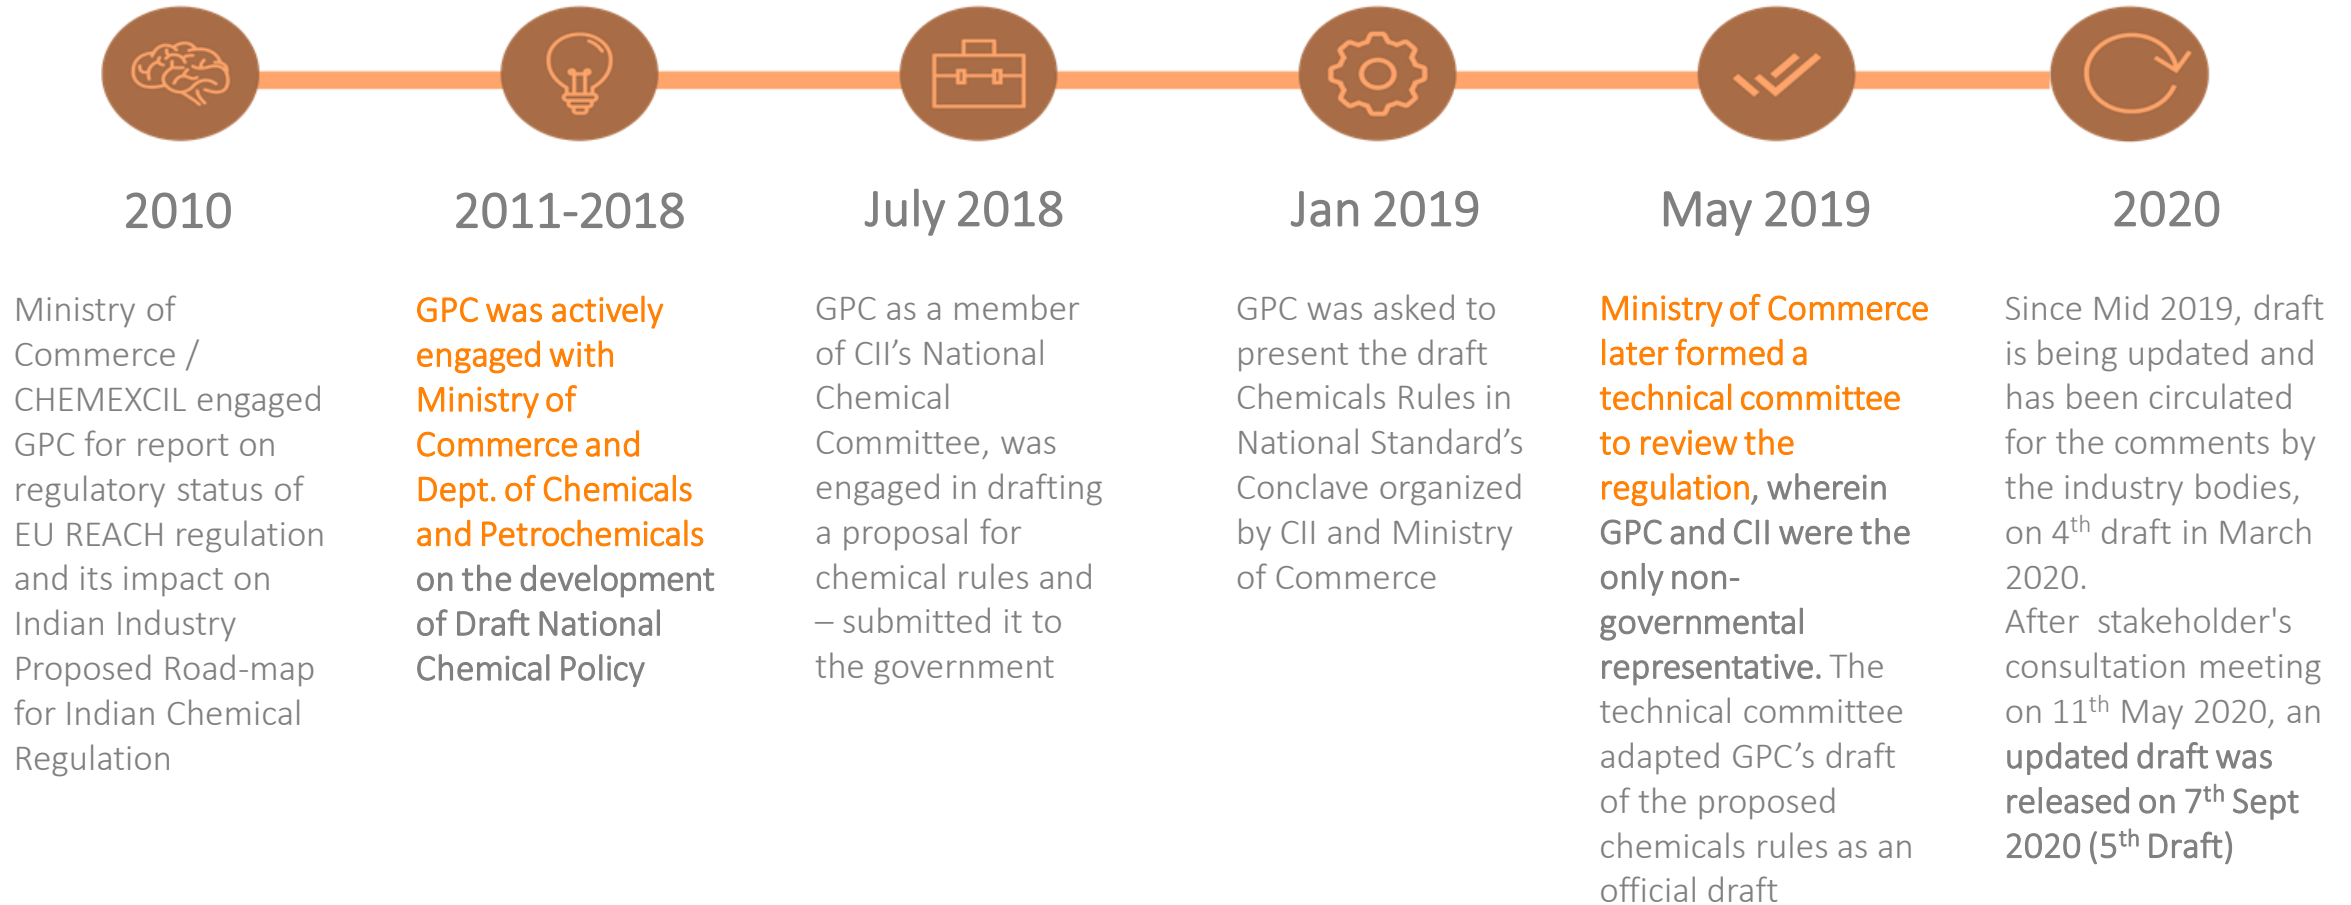 2010
Ministry of
Commerce /
CHEMEXCIL engaged
GPC for report on
regulatory status of
EU REACH regulation
and its impact on
Indian Industry
Proposed Road-map
for Indian Chemical
Regulation
2011-2018
GPC was actively
engaged with
Ministry of
Commerce and
Dept. of Chemicals
and Petrochemicals
on the development
of Draft National
Chemical Policy
July 2018
GPC as a member
of CII’s National
Chemical
Committee, was
engaged in drafting
a proposal for
chemical rules and
– submitted it to
the government
Jan 2019
GPC was asked to
present the draft
Chemicals Rules in
National Standard’s
Conclave organized
by CII and Ministry
of Commerce
May 2019
Ministry of Commerce
later formed a
technical committee
to review the
regulation, wherein
GPC and CII were the
only non-
governmental
representative. The
technical committee
adapted GPC’s draft
of the proposed
chemicals rules as an
official draft
2020
Since Mid 2019, draft
is being updated and
has been circulated
for the comments by
the industry bodies,
on 4th draft in March
2020.
After  stakeholder's
consultation meeting
on 11th May 2020, an
updated draft was
released on 7th Sept
2020 (5th Draft)